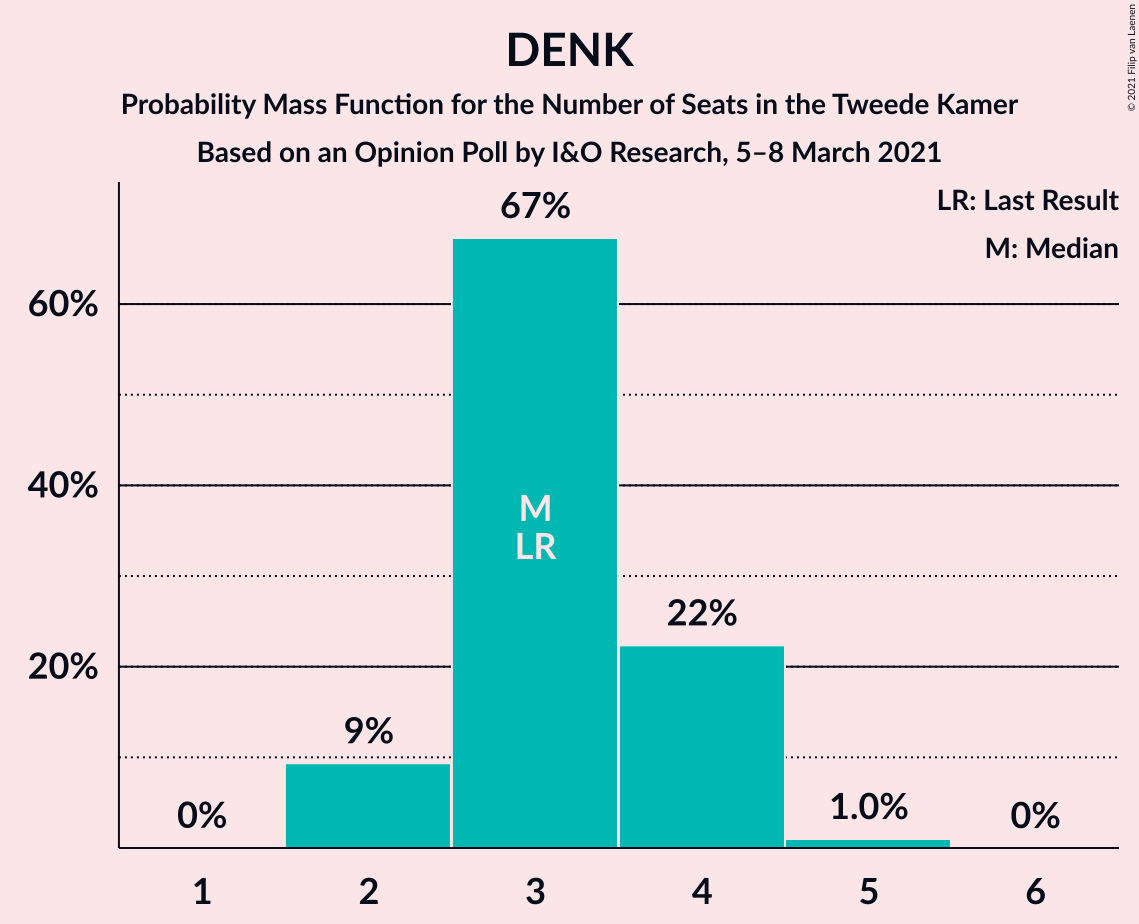 DENK
Probability Mass Function for the Number of Seats in the Tweede Kamer
Based on an Opinion Poll by I&O Research, 5–8 March 2021
© 2021 Filip van Laenen
LR: Last Result
M: Median
67%
60%
40%
M
LR
22%
20%
9%
1.0%
0%
0%
1 2 3 4 5 6